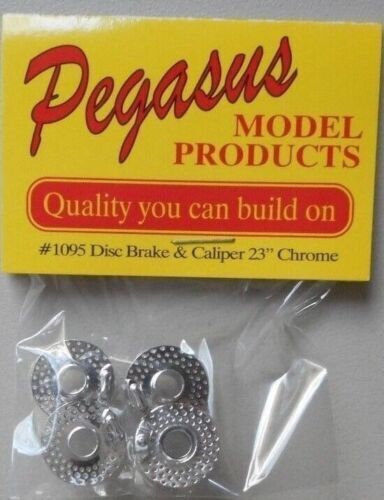 Pegasus
MODEL
PRODUCTS
Quality you can build on
#1095 Disc Brake & Caliper 23" Chrome